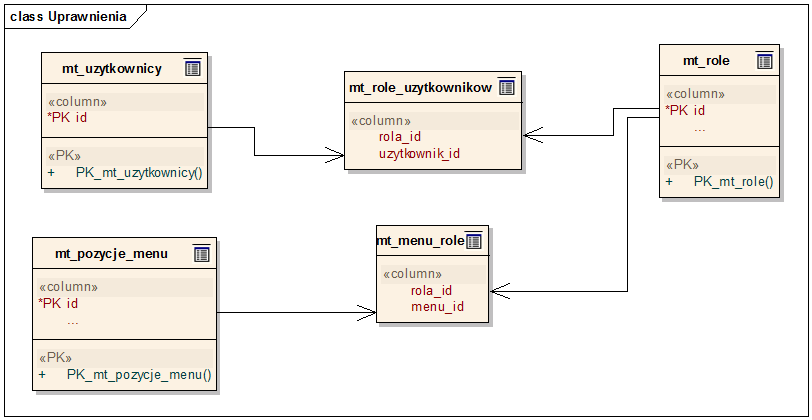 class Uprawnienia
mt_uzytkownicy
«column»
*PK id
«PK»
+ PK_mt_uzytkownicy()
mt_role_uzytkownikow
«column»
rola_id
uzytkownik_id
mt_role
«column»
*PK id
...
«PK»
+ PK_mt_role()
mt_pozycje_menu
«column»
*PK id
...
«PK»
+ PK_mt_pozycje_menu()
mt_menu_role
«column»
rola_id
menu_id